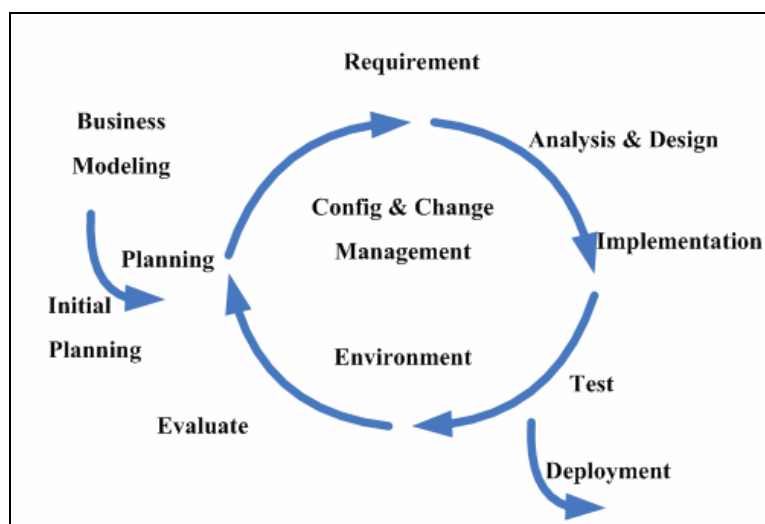 Requirement
Business
Modeling
Analysis & Design
Config & Change
Management
Implementation
Planning
Initial
Planning
Environment
Test
Evaluate
Deployment